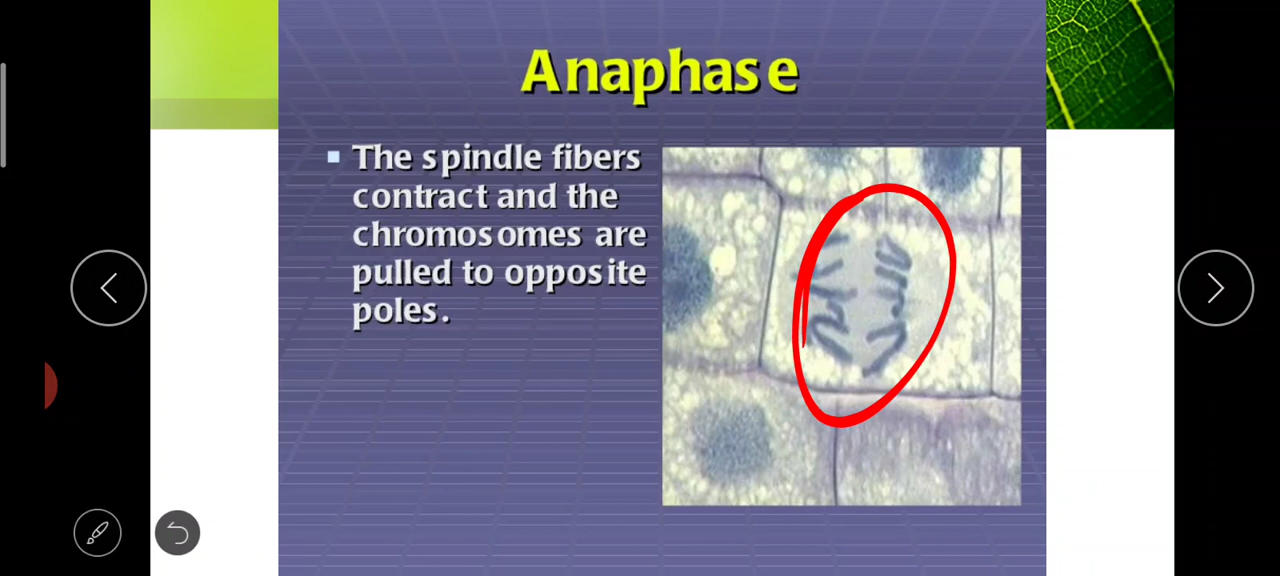 Anaphase
The spindle fibers
contract and the
chromosomes are
pulled to opposite
poles.